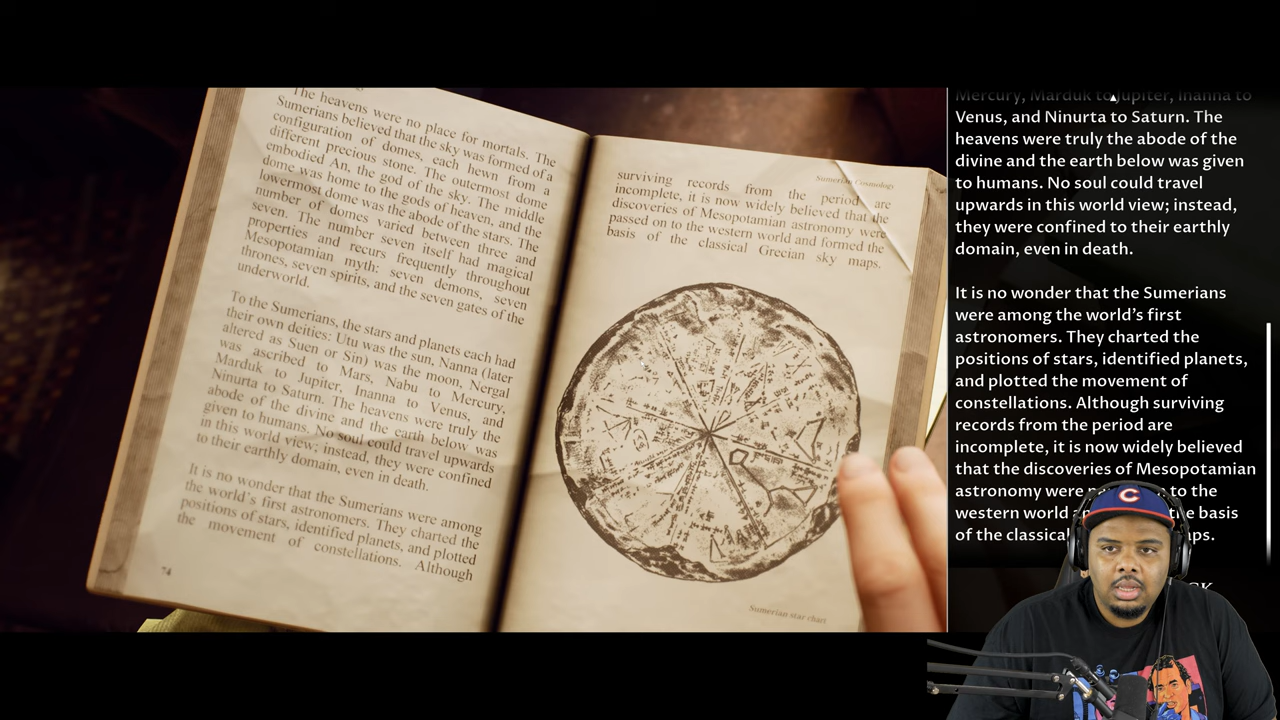 The heavens were no place for mortals. The
Sumerians believed that the sky was formed of a
configuration of domes, each hewn from a
different precious stone. The outermost dome
embodied An, the god of the sky. The middle
dome was home to the gods of heaven, and the
lowermost dome was the abode of the stars. The
number of domes varied between three and
seven. The number seven itself had magical
properties and recurs frequently throughout
Mesopotamian myth: seven demons, seven
thrones, seven spirits, and the seven gates of the
underworld.
To the Sumerians, the stars and planets each had
their own deities: Utu was the sun, Nanna (later
altered as Suen or Sin) was the moon, Nergal
was ascribed to Mars, Nabu to Mercury,
Marduk to Jupiter, Inanna to Venus, and
Ninurta to Saturn. The heavens were truly the
abode of the divine and the earth below was
given to humans. No soul could travel upwards
in this world view; instead, they were confined
to their earthly domain, even in death.
It is no wonder that the Sumerians were among
the world's first astronomers. They charted the
positions of stars, identified planets, and plotted
the movement of constellations. Although
74
Sumerian Cosmology
surviving records from the period are
incomplete, it is now widely believed that the
discoveries of Mesopotamian astronomy were
passed on to the western world and formed the
basis of the classical Grecian sky maps.
Sumerian star chart
Mercury, Marduk to Jupiter, Inanna to
Venus, and Ninurta to Saturn. The
heavens were truly the abode of the
divine and the earth below was given
to humans. No soul could travel
upwards in this world view; instead,
they were confined to their earthly
domain, even in death.
It is no wonder that the Sumerians
were among the world's first
astronomers. They charted the
positions of stars, identified planets,
and plotted the movement of
constellations. Although surviving
records from the period are
incomplete, it is now widely believed
that the discoveries of Mesopotamian
astronomy were to the
western world the basis
of the classical
C